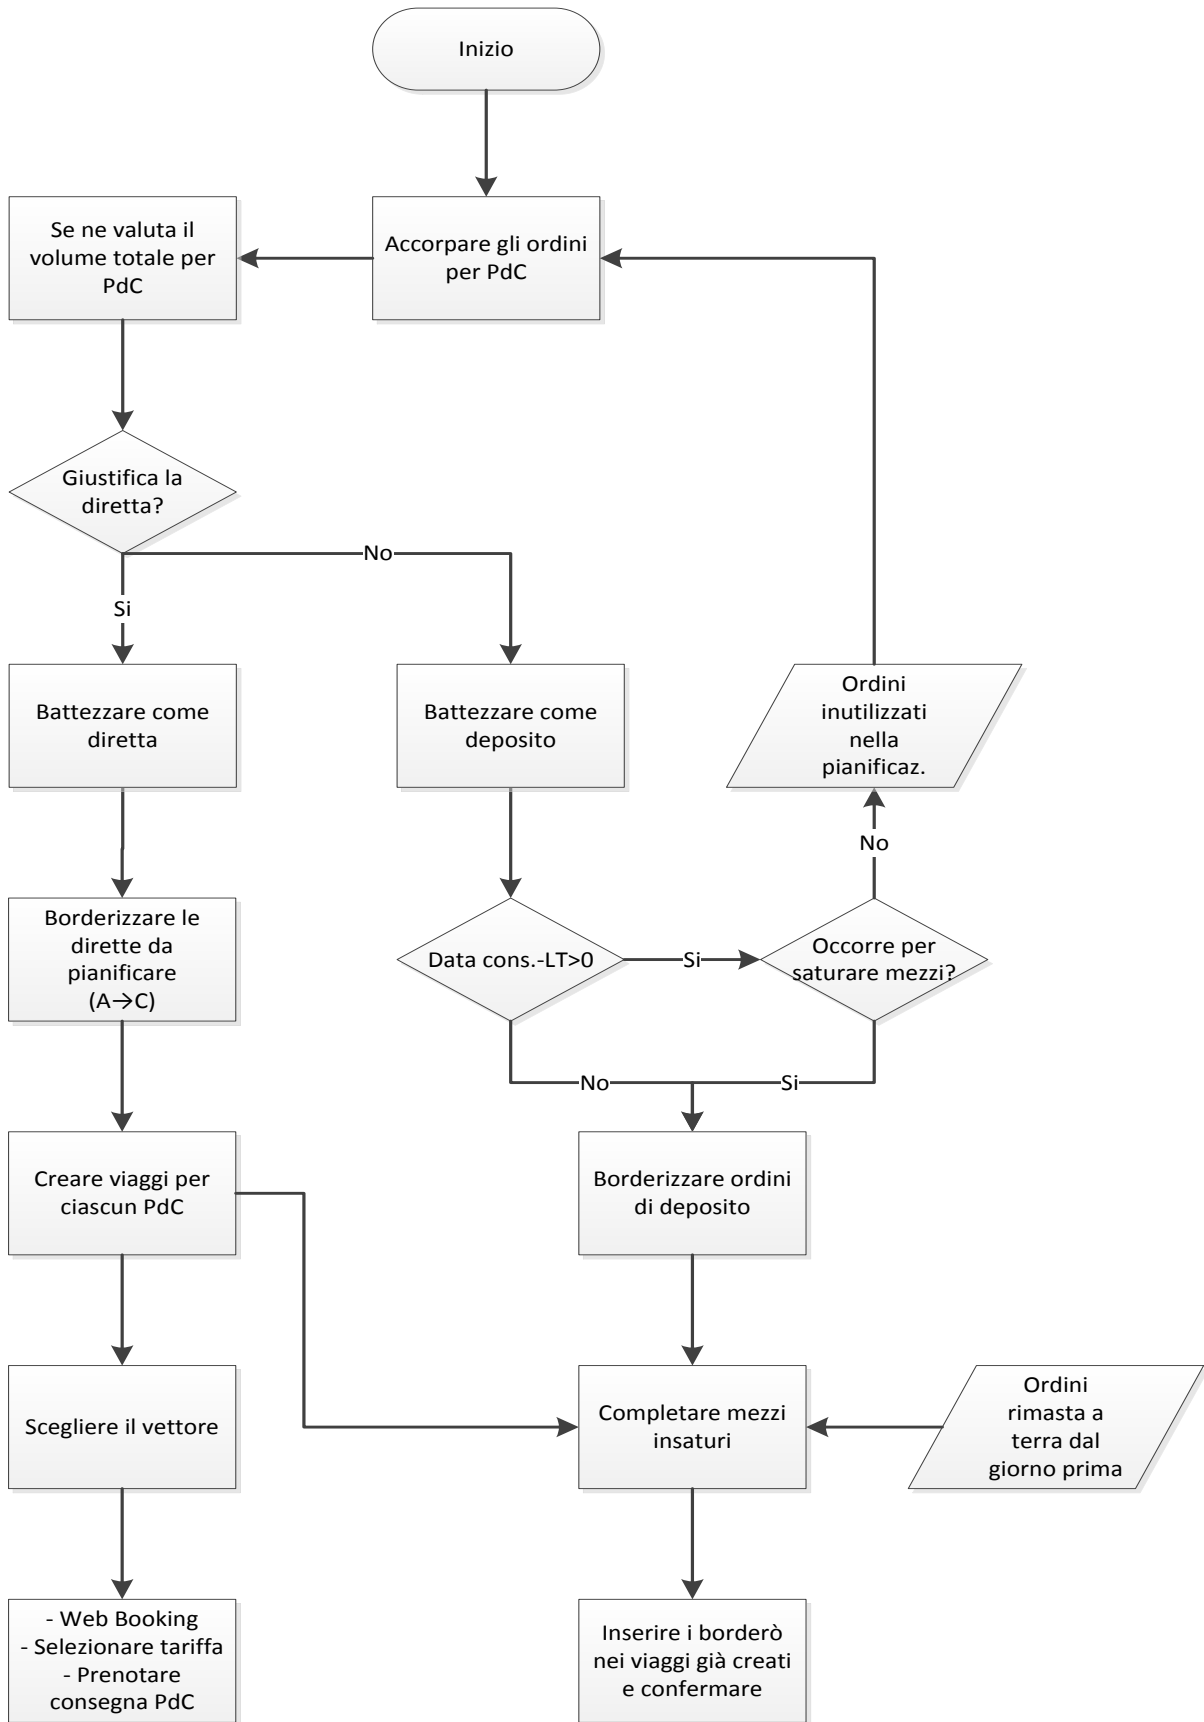 Inizio
Se ne valuta il
volume totale per
PdC
Accorpare gli ordini
per PdC
Giustifica la
diretta?
No
Si
Battezzare come
diretta
Battezzare come
deposito
Ordini
inutilizzati
nella
pianificaz.
No
Borderizzare le
dirette da
pianificare
(A→C)
Data cons.-LT>0
Si
Occorre per
saturare mezzi?
No
Si
Creare viaggi per
ciascun PdC
Borderizzare ordini
di deposito
Scegliere il vettore
Completare mezzi
insaturi
Ordini
rimasta a
terra dal
giorno prima
- Web Booking
- Selezionare tariffa
- Prenotare
consegna PdC
Inserire i borderò
nei viaggi già creati
e confermare